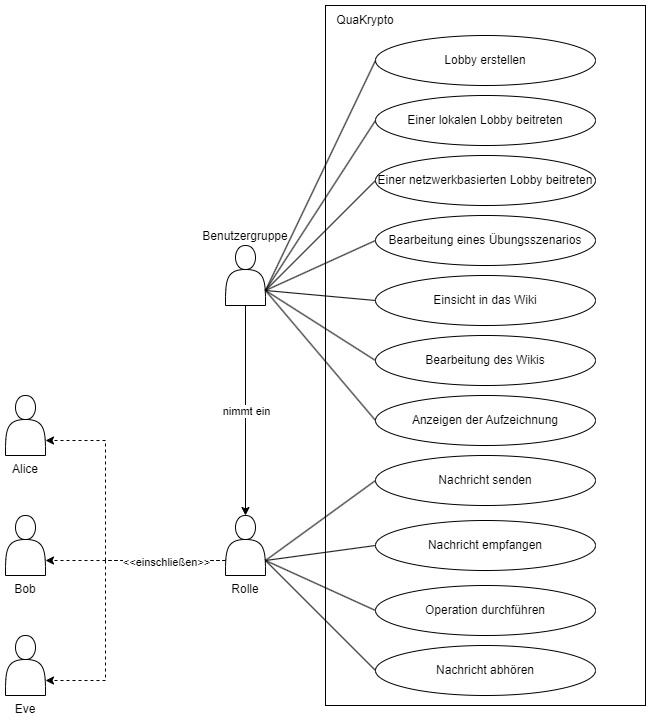 QuaKrypto
Lobby erstellen
Einer lokalen Lobby beitreten
Einer netzwerkbasierten Lobby beitreten
Benutzergruppe
Bearbeitung eines Übungsszenarios
Einsicht in das Wiki
Bearbeitung des Wikis
nimmt ein
Anzeigen der Aufzeichnung
Alice
Nachricht senden
Nachricht empfangen
<<einschließen>>
Bob
Rolle
Operation durchführen
Nachricht abhören
Eve